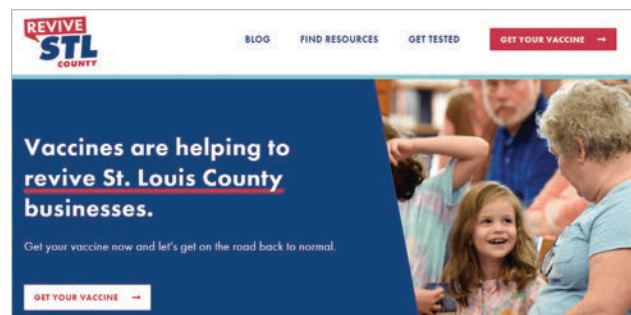 REVIVE
STL
COUNTY
BLOG FIND RESOURCES GET TESTED GET YOUR VACCINE →
Vaccines are helping to
revive St. Louis County
businesses.
Get your vaccine now and let's get on the road back to normal.
GET YOUR VACCINE →